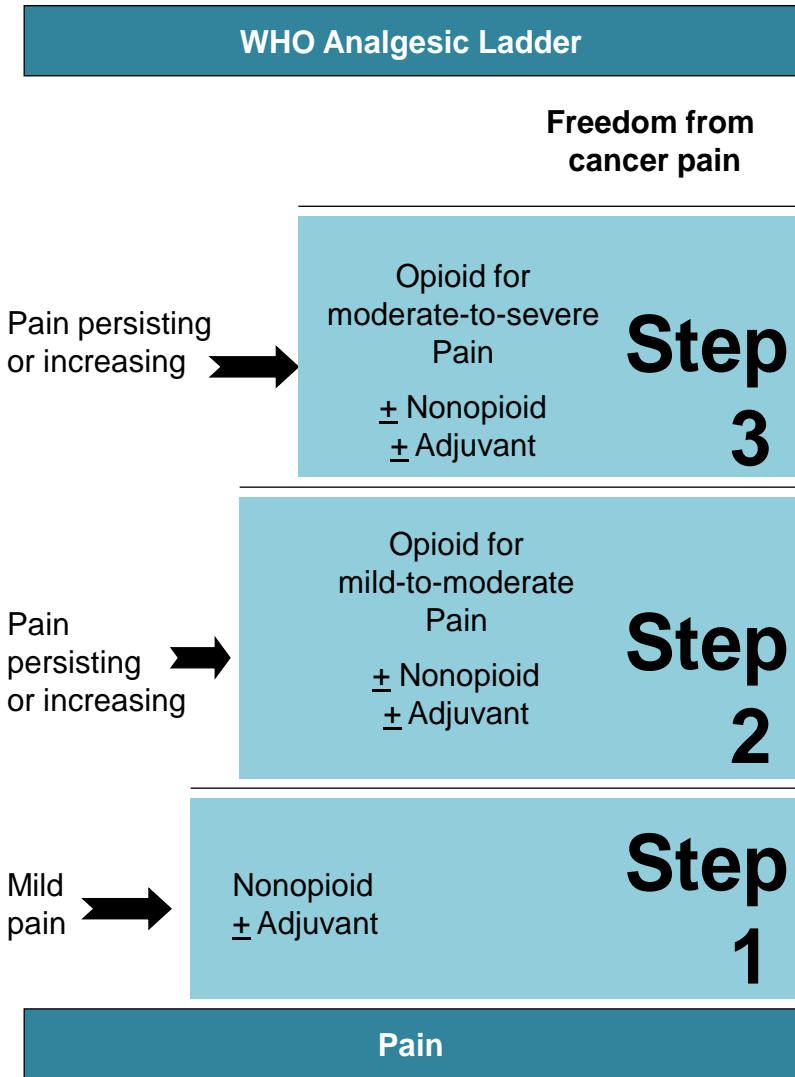 WHO Analgesic Ladder
Freedom from
cancer pain
Pain persisting
or increasing
Opioid for
moderate-to-severe
Pain
± Nonopioid
± Adjuvant
Step
3
Pain
persisting
or increasing
Opioid for
mild-to-moderate
Pain
± Nonopioid
± Adjuvant
Step
2
Mild
pain
Nonopioid
± Adjuvant
Step
1
Pain